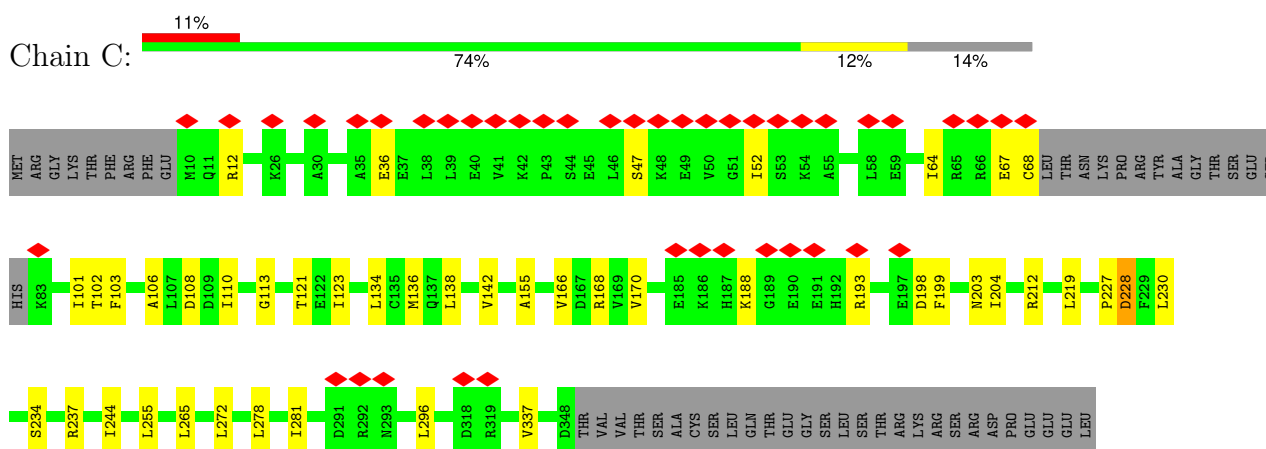 11%
Chain C:
74% 12% 14%
MET ARG GLY LYS THR PHE ARG PHE GLU M10 Q11 R12 K26 A30 A35 E36 E37 L38 L39 E40 V41 K42 P43 S44 E45 L46 S47 K48 E49 V50 G51 I52 S53 K54 A55 L58 E59 I64 R65 R66 E67 C68 LEU THR ASN LYS PRO ARG TYR ALA GLY THR SER GLU
HIS K83 I101 T102 F103 A106 L107 D108 D109 I110 G113 T121 E122 I123 L134 C135 M136 Q137 L138 V142 A155 V166 D167 R168 V169 V170 E185 K186 H187 K188 G189 E190 E191 H192 R193 E197 D198 F199 N203 I204 R212 L219 P227 D228 F229 L230
S234 R237 I244 L255 L265 L272 L278 I281 D291 R292 N293 L296 D318 R319 V337 D348 THR VAL VAL THR SER ALA CYS SER LEU GLN THR GLU GLY SER LEU SER THR ARG LYS ARG SER ARG ASP PRO GLU GLU GLU LEU